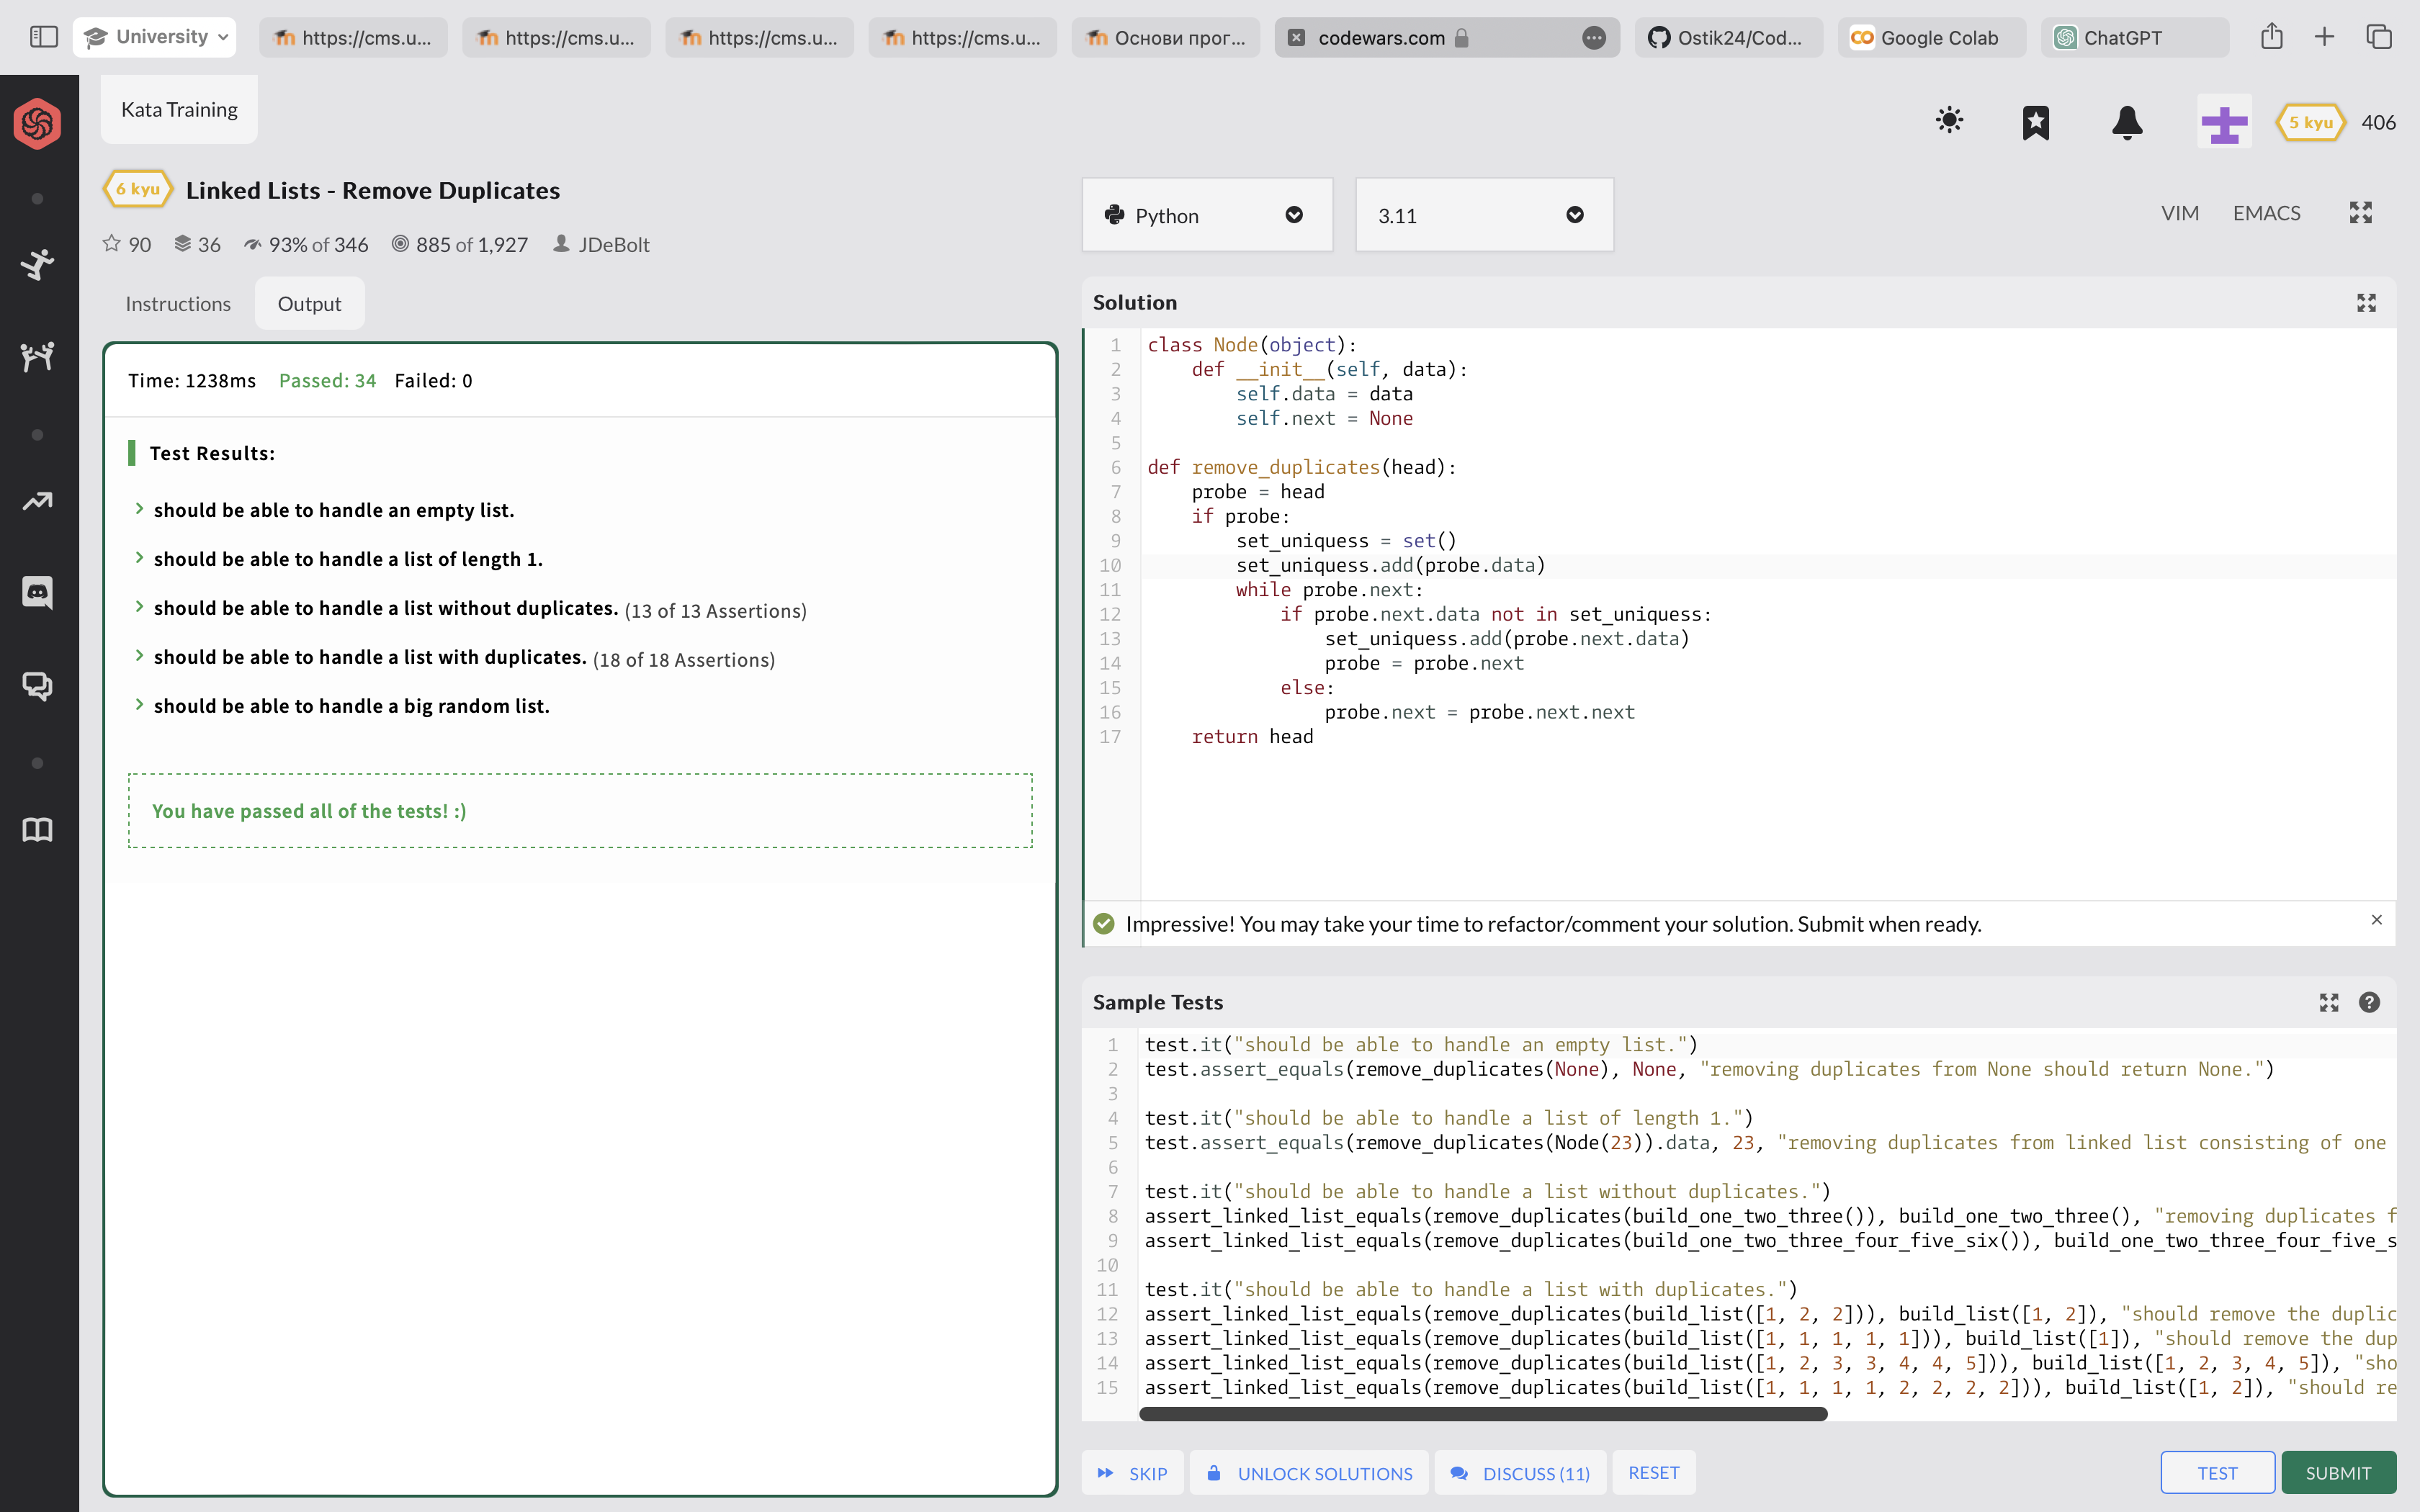 University
https://cms.u...
https://cms.u...
https://cms.u...
https://cms.u...
Основи прог...
codewars.com
Ostik24/Cod...
Google Colab
ChatGPT
Kata Training
5 kyu
406
6 kyu
Linked Lists - Remove Duplicates
90
36
93% of 346
885 of 1,927
JDeBolt
Instructions
Output
Time: 1238ms Passed: 34 Failed: 0
Test Results:
should be able to handle an empty list.
should be able to handle a list of length 1.
should be able to handle a list without duplicates. (13 of 13 Assertions)
should be able to handle a list with duplicates. (18 of 18 Assertions)
should be able to handle a big random list.
You have passed all of the tests! :)
Python
3.11
VIM
EMACS
Solution
1 class Node(object):
2 def __init__(self, data):
3 self.data = data
4 self.next = None
5
6 def remove_duplicates(head):
7 probe = head
8 if probe:
9 set_uniquess = set()
10 set_uniquess.add(probe.data)
11 while probe.next:
12 if probe.next.data not in set_uniquess:
13 set_uniquess.add(probe.next.data)
14 probe = probe.next
15 else:
16 probe.next = probe.next.next
17 return head
Impressive! You may take your time to refactor/comment your solution. Submit when ready.
Sample Tests
1 test.it("should be able to handle an empty list.")
2 test.assert_equals(remove_duplicates(None), None, "removing duplicates from None should return None.")
3
4 test.it("should be able to handle a list of length 1.")
5 test.assert_equals(remove_duplicates(Node(23)).data, 23, "removing duplicates from linked list consisting of one
6
7 test.it("should be able to handle a list without duplicates.")
8 assert_linked_list_equals(remove_duplicates(build_one_two_three()), build_one_two_three(), "removing duplicates f
9 assert_linked_list_equals(remove_duplicates(build_one_two_three_four_five_six()), build_one_two_three_four_five_s
10
11 test.it("should be able to handle a list with duplicates.")
12 assert_linked_list_equals(remove_duplicates(build_list([1, 2, 2])), build_list([1, 2]), "should remove the duplic
13 assert_linked_list_equals(remove_duplicates(build_list([1, 1, 1, 1, 1])), build_list([1]), "should remove the dup
14 assert_linked_list_equals(remove_duplicates(build_list([1, 2, 3, 3, 4, 4, 5])), build_list([1, 2, 3, 4, 5]), "sho
15 assert_linked_list_equals(remove_duplicates(build_list([1, 1, 1, 1, 2, 2, 2, 2])), build_list([1, 2]), "should re
SKIP
UNLOCK SOLUTIONS
DISCUSS (11)
RESET
TEST
SUBMIT